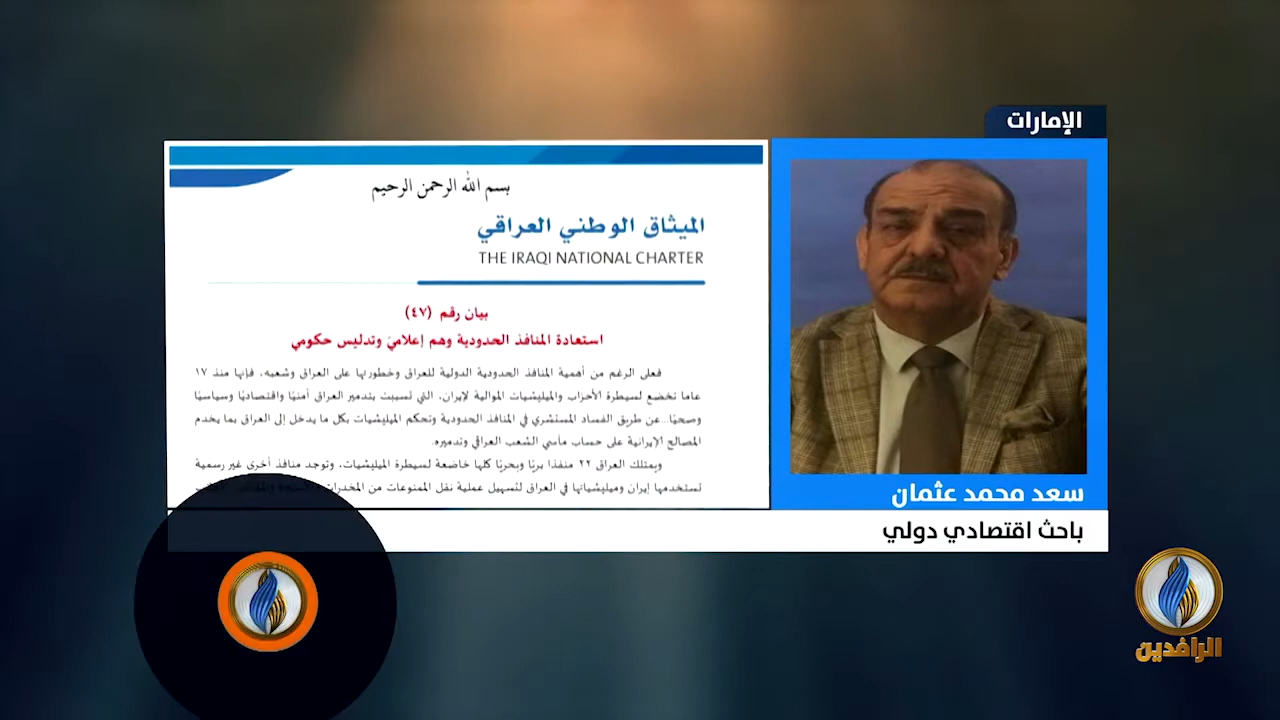 الإمارات
بسم الله الرحمن الرحيم
الميثاق الوطني العراقي
THE IRAQI NATIONAL CHARTER
بيان رقم (٤٧)
استعادة المنافذ الحدودية وهم إعلاميّ وتدليس حكومي
فعلى الرغم من أهمية المنافذ الحدودية الدولية للعراق وخطورتها على العراق وشعبه، فإنها منذ ١٧
عاما تخضع لسيطرة الأحزاب والميليشيات الموالية لإيران، التي تسببت بتدمير العراق أمنيًا واقتصاديًا وسياسيًا
وصحيًا...عن طريق الفساد المستشري في المنافذ الحدودية وتحكم الميليشيات بكل ما يدخل إلى العراق بما يخدم
المصالح الإيرانية على حساب مآسي الشعب العراقي وتدميره.
ويمتلك العراق ٢٢ منفذا بريًا وبحريًا كلها خاضعة لسيطرة الميليشيات، وتوجد منافذ أخرى غير رسمية
تستخدمها إيران وميليشياتها في العراق لتسهيل عملية نقل الممنوعات من المخدرات
سعد محمد عثمان
باحث اقتصادي دولي
الرافدين